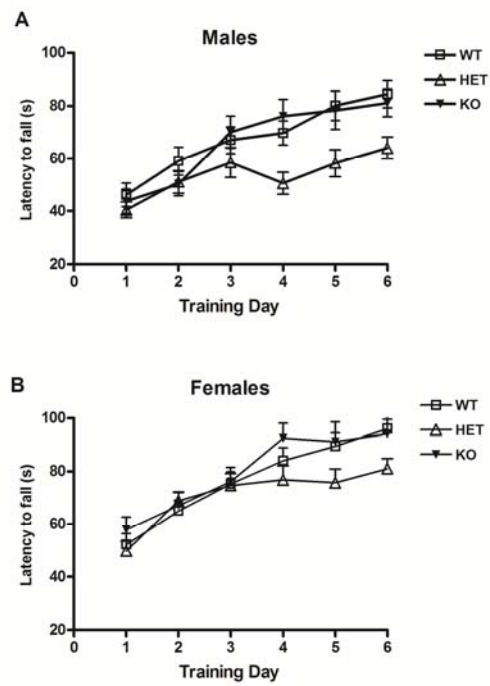 A
Males
WT
HET
KO
Latency to fall (s)
100
80
60
40
20
0 1 2 3 4 5 6
Training Day
B
Females
WT
HET
KO
Latency to fall (s)
100
80
60
40
20
0 1 2 3 4 5 6
Training Day